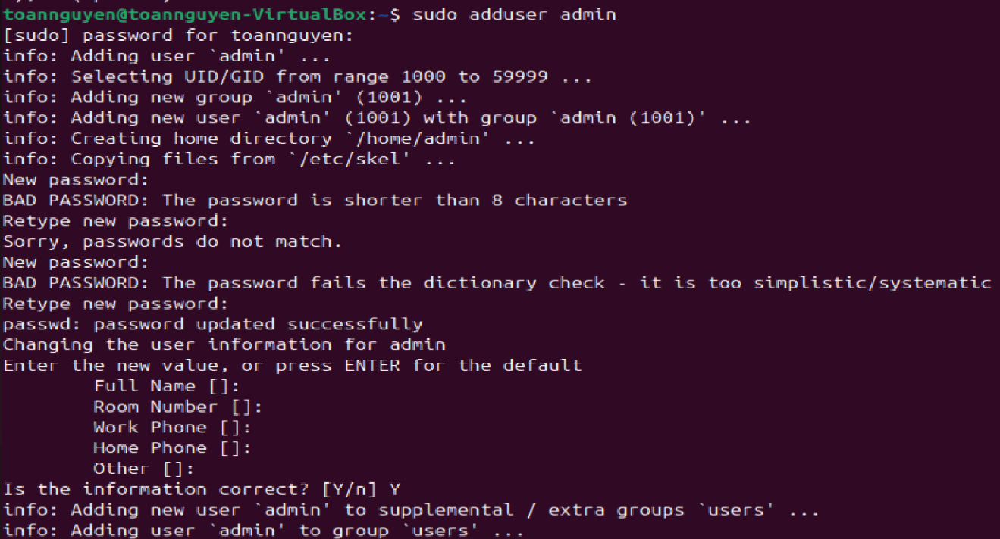 toannguyen@toannguyen-VirtualBox:~$ sudo adduser admin
[sudo] password for toannguyen:
info: Adding user `admin' ...
info: Selecting UID/GID from range 1000 to 59999 ...
info: Adding new group `admin' (1001) ...
info: Adding new user `admin' (1001) with group `admin (1001)' ...
info: Creating home directory `/home/admin' ...
info: Copying files from `/etc/skel' ...
New password:
BAD PASSWORD: The password is shorter than 8 characters
Retype new password:
Sorry, passwords do not match.
New password:
BAD PASSWORD: The password fails the dictionary check - it is too simplistic/systematic
Retype new password:
passwd: password updated successfully
Changing the user information for admin
Enter the new value, or press ENTER for the default
        Full Name []:
        Room Number []:
        Work Phone []:
        Home Phone []:
        Other []:
Is the information correct? [Y/n] Y
info: Adding new user `admin' to supplemental / extra groups `users' ...
info: Adding user `admin' to group `users' ...